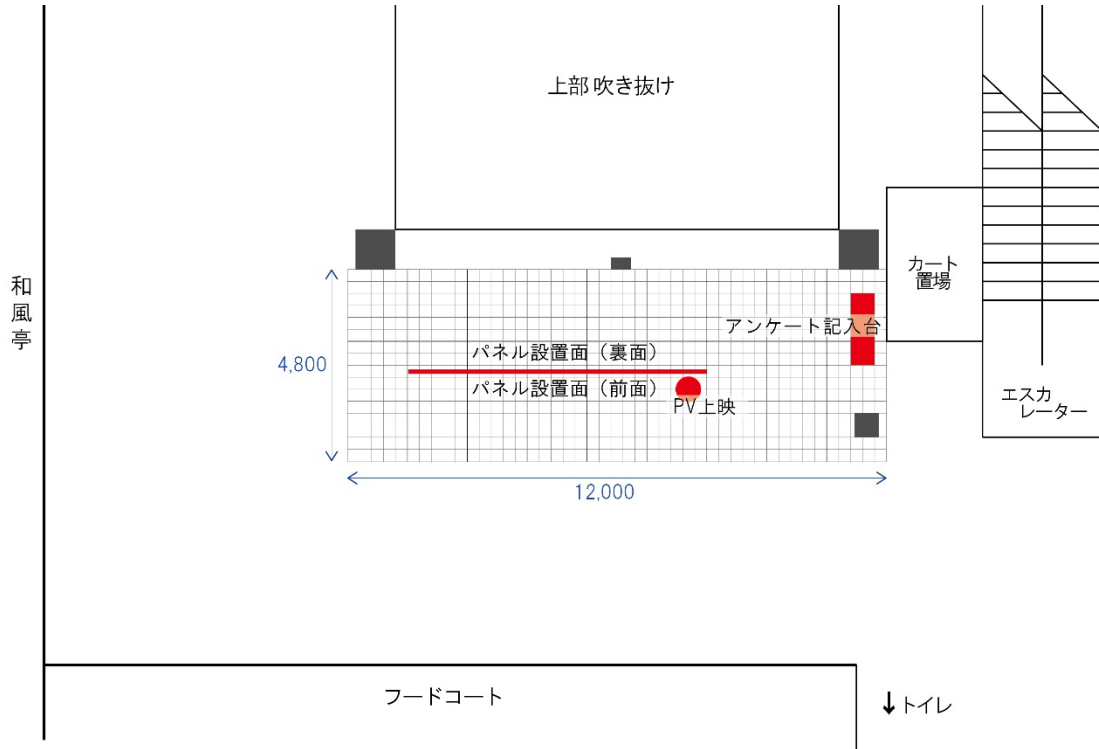 上部 吹き抜け
カート
置場
和風亭
アンケート記入台
パネル設置面（裏面）
4,800
パネル設置面（前面）
PV上映
エスカ
レーター
12,000
フードコート
↓トイレ